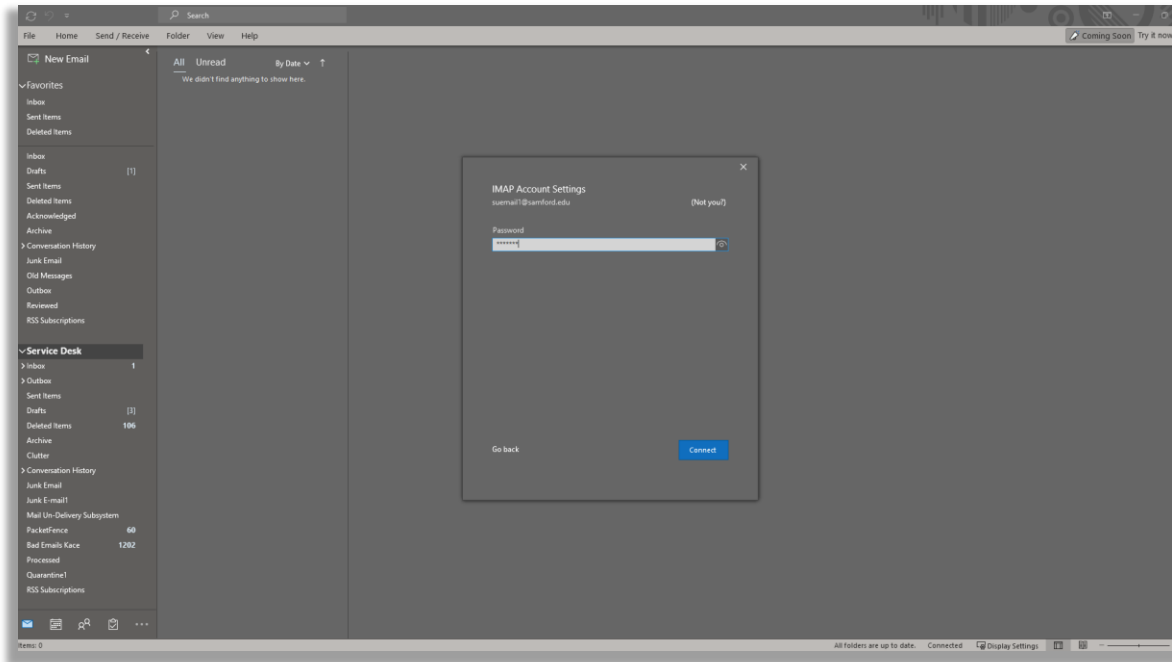 Search
File Home Send / Receive Folder View Help
Coming Soon Try it now
New Email
All Unread By Date
We didn't find anything to show here.
Favorites
Inbox
Sent Items
Deleted Items
Inbox
Drafts [1]
Sent Items
Deleted Items
Acknowledged
Archive
Conversation History
Junk Email
Old Messages
Outbox
Reviewed
RSS Subscriptions
Service Desk
Inbox 1
Outbox
Sent Items
Drafts [3]
Deleted Items 106
Archive
Clutter
Conversation History
Junk Email
Junk E-mail1
Mail Un-Delivery Subsystem
PacketFence 60
Bad Emails Kace 1202
Processed
Quarantine1
RSS Subscriptions
IMAP Account Settings
suemail1@samford.edu (Not you?)
Password
*******
Go back Connect
Items: 0 All folders are up to date. Connected Display Settings